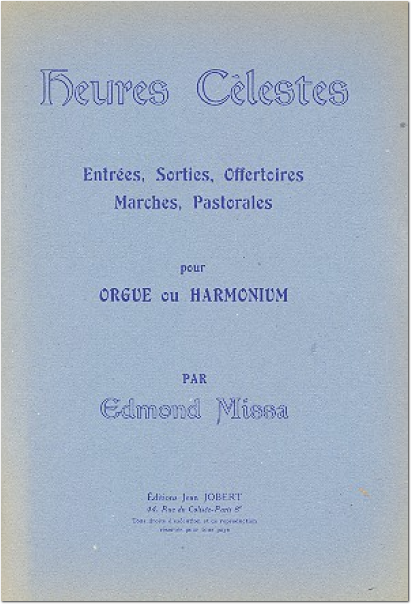 Heures Célestes
Entrées, Sorties, Offertoires
Marches, Pastorales
pour
ORGUE ou HARMONIUM
PAR
Edmond Missa
Éditions Jean JOBERT
44, Rue du Colisée-Paris 8e
Tous droits d'exécution et de reproduction
réservés pour tous pays